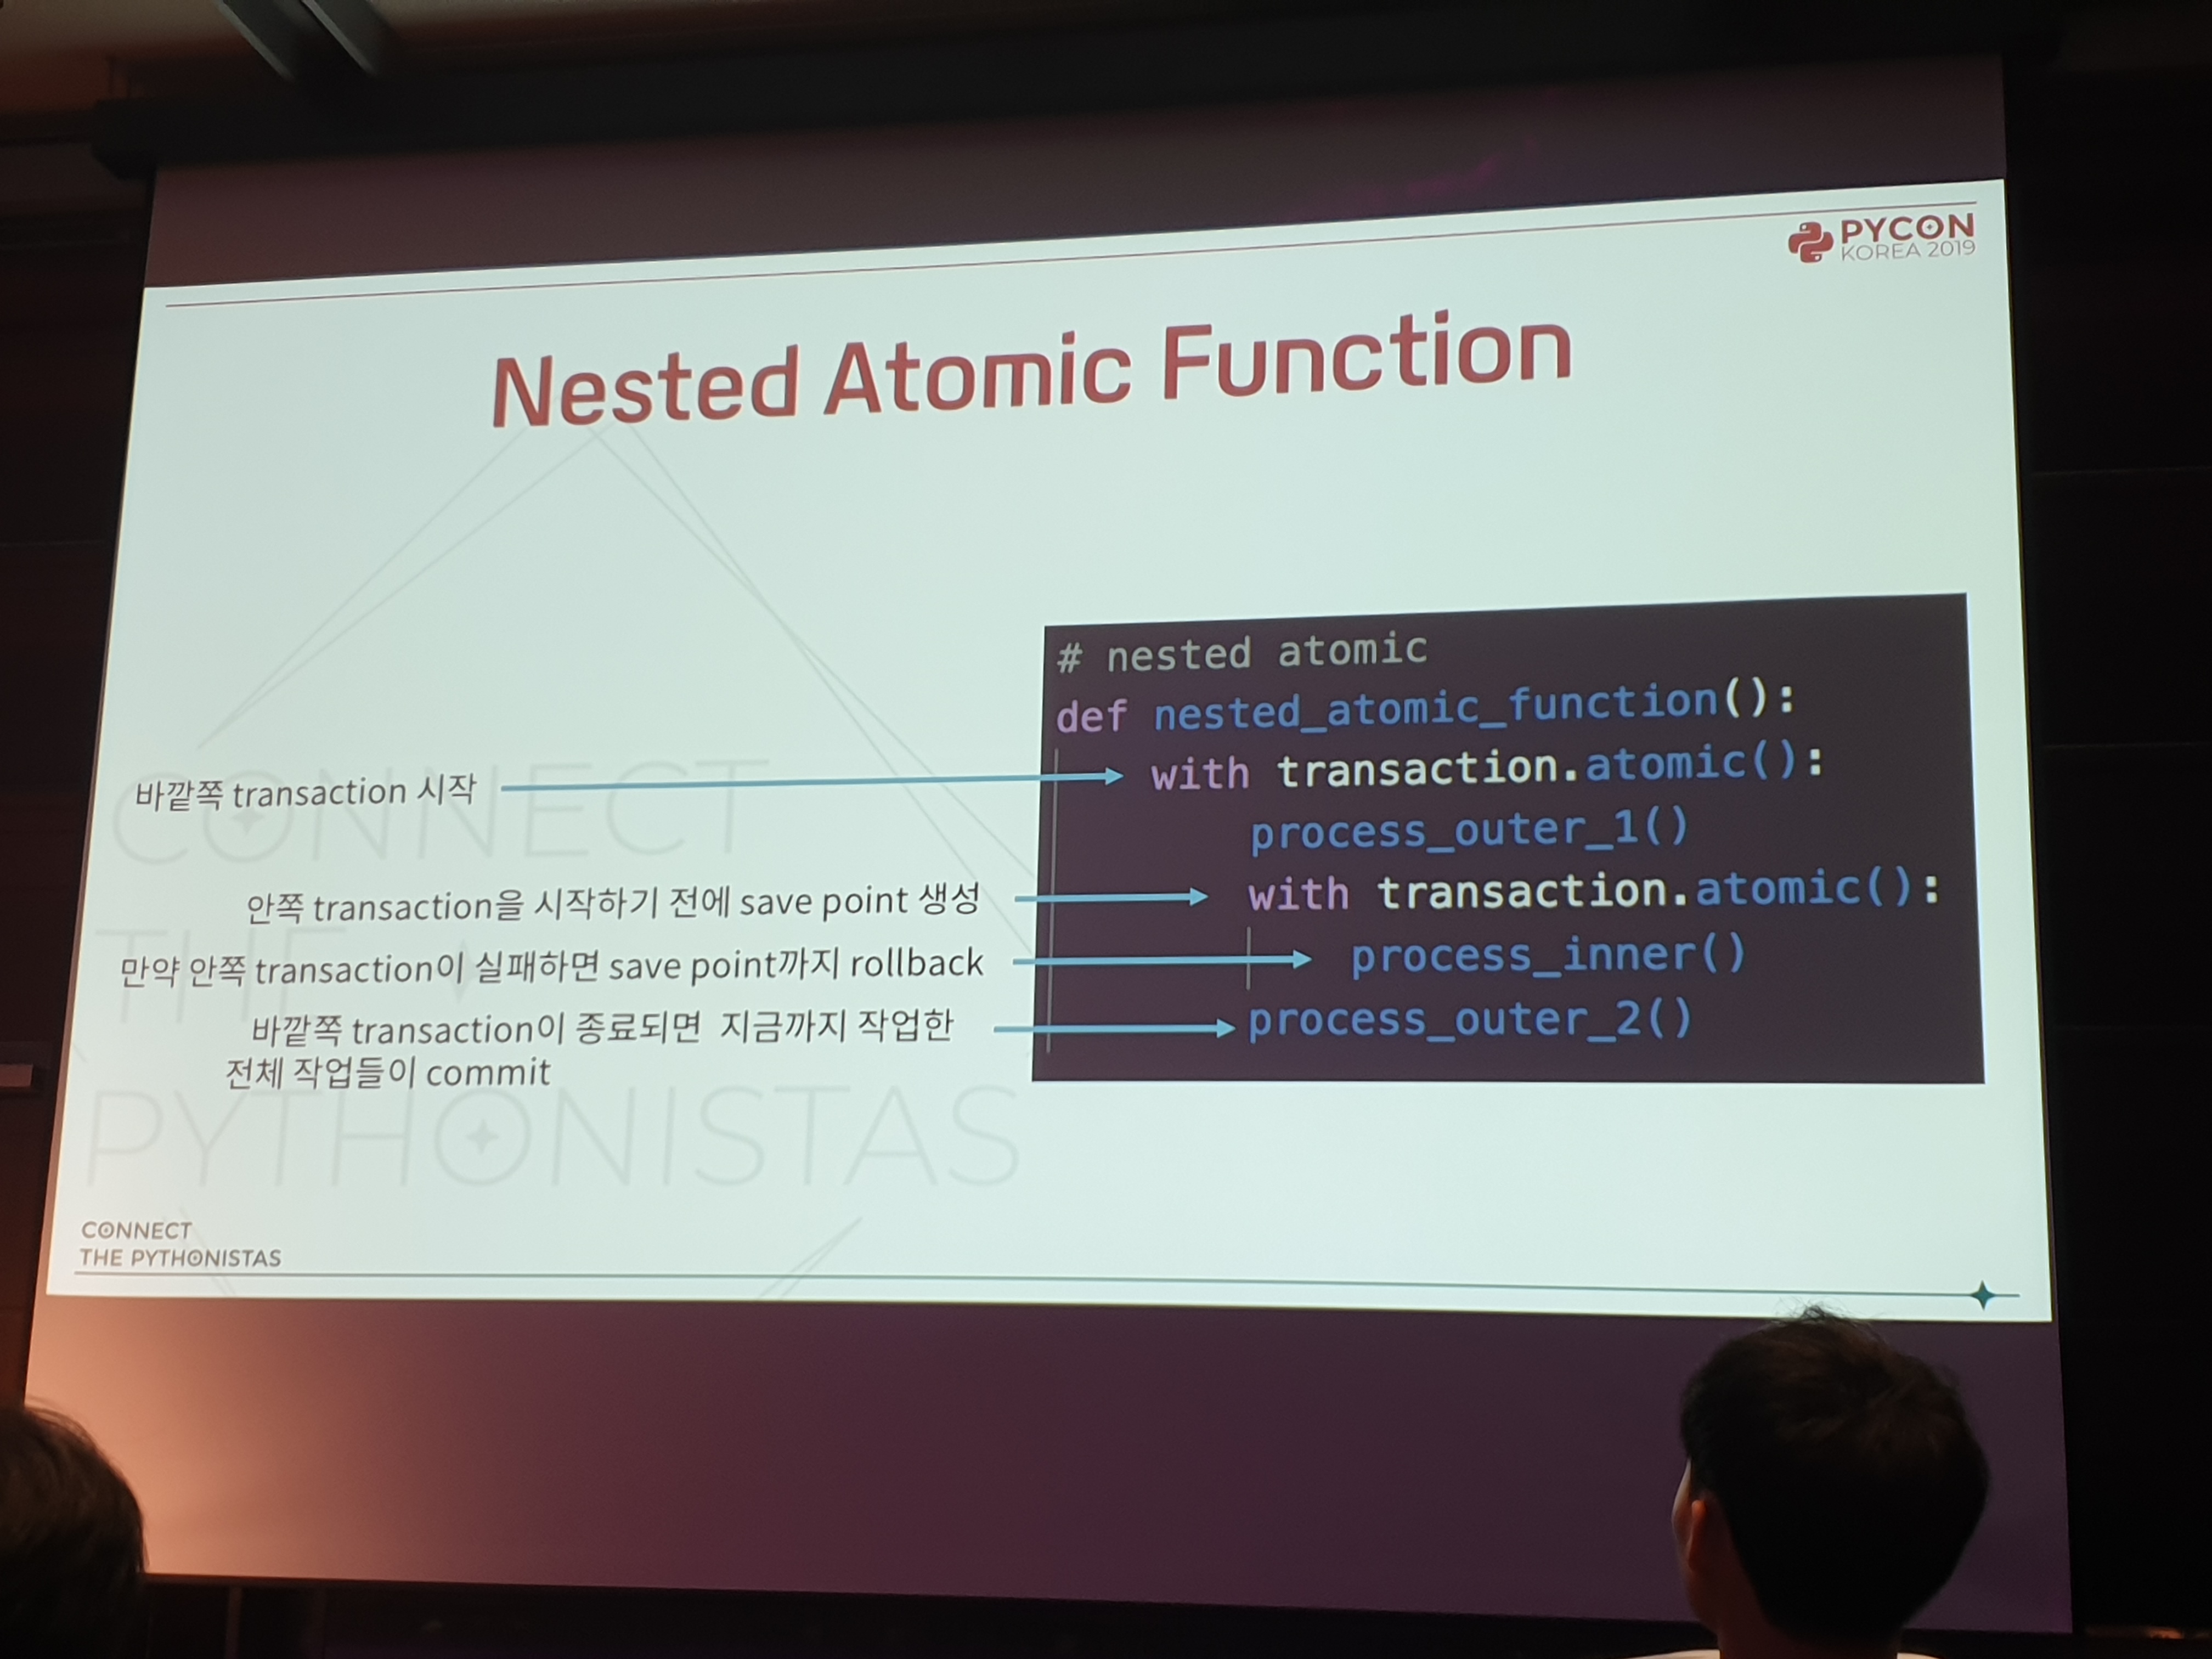 PYCON
KOREA 2019
Nested Atomic Function
# nested atomic
def nested_atomic_function():
with transaction.atomic():
process_outer_1()
with transaction.atomic():
process_inner()
process_outer_2()
바깥쪽 transaction 시작
안쪽 transaction을 시작하기 전에 save point 생성
만약 안쪽 transaction이 실패하면 save point까지 rollback
바깥쪽 transaction이 종료되면 지금까지 작업한
전체 작업들이 commit
CONNECT
THE
PYTHONISTAS
CONNECT
THE PYTHONISTAS